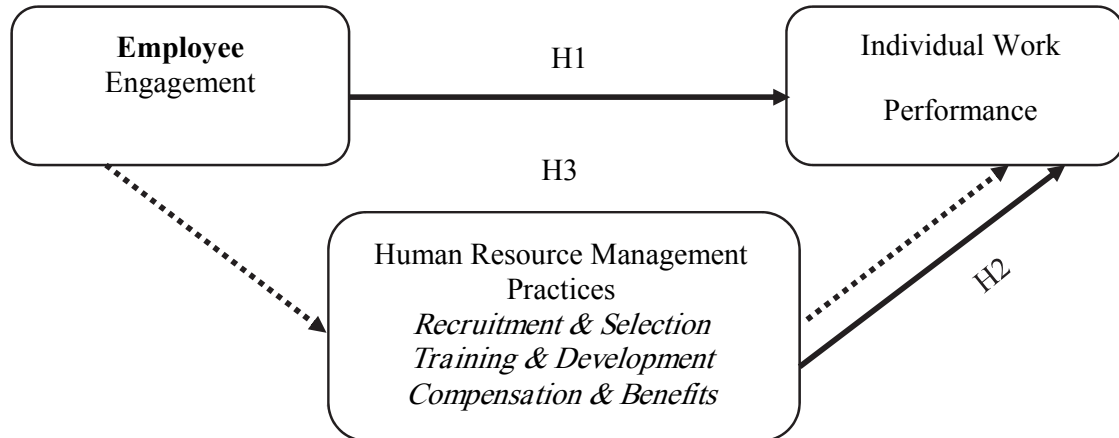 Employee
Engagement
H1
Individual Work
Performance
H3
Human Resource Management
Practices
Recruitment & Selection
Training & Development
Compensation & Benefits
H2